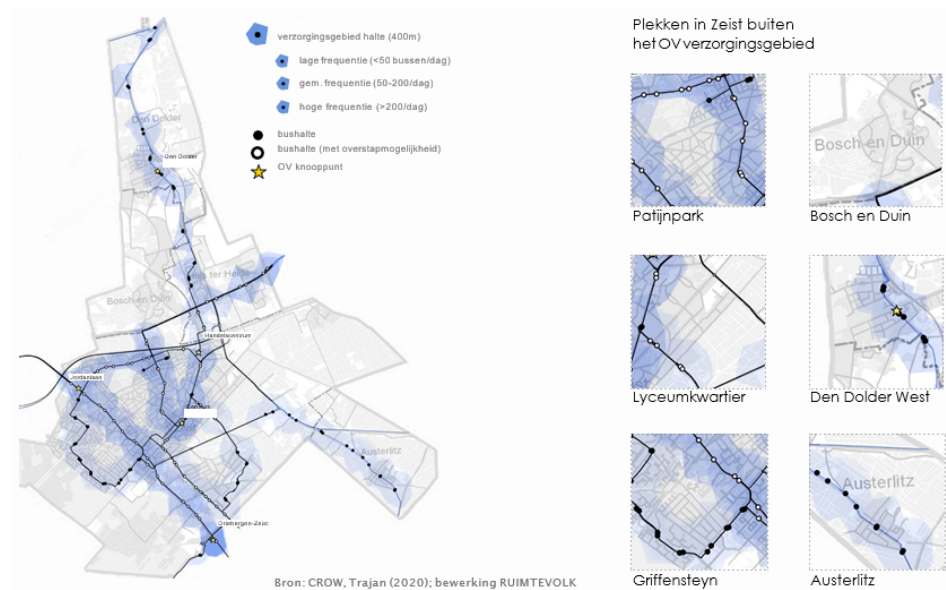 verzorgingsgebied halte (400m)
lage frequentie (<50 bussen/dag)
gem. frequentie (50-200/dag)
hoge frequentie (>200/dag)
bushalte
bushalte (met overstapmogelijkheid)
OV knooppunt
Den Dolder
Den Dolder
Bosch en Duin
Handelscentrum
Jordanlaan
Austerlitz
Driebergen-Zeist
Bron: CROW, Trajan (2020); bewerking RUIMTEVOLK
Plekken in Zeist buiten
het OV verzorgingsgebied
Patijnpark
Bosch en Duin
Bosch en Duin
Lyceumkwartier
Den Dolder West
Griffensteyn
Austerlitz
Austerlitz